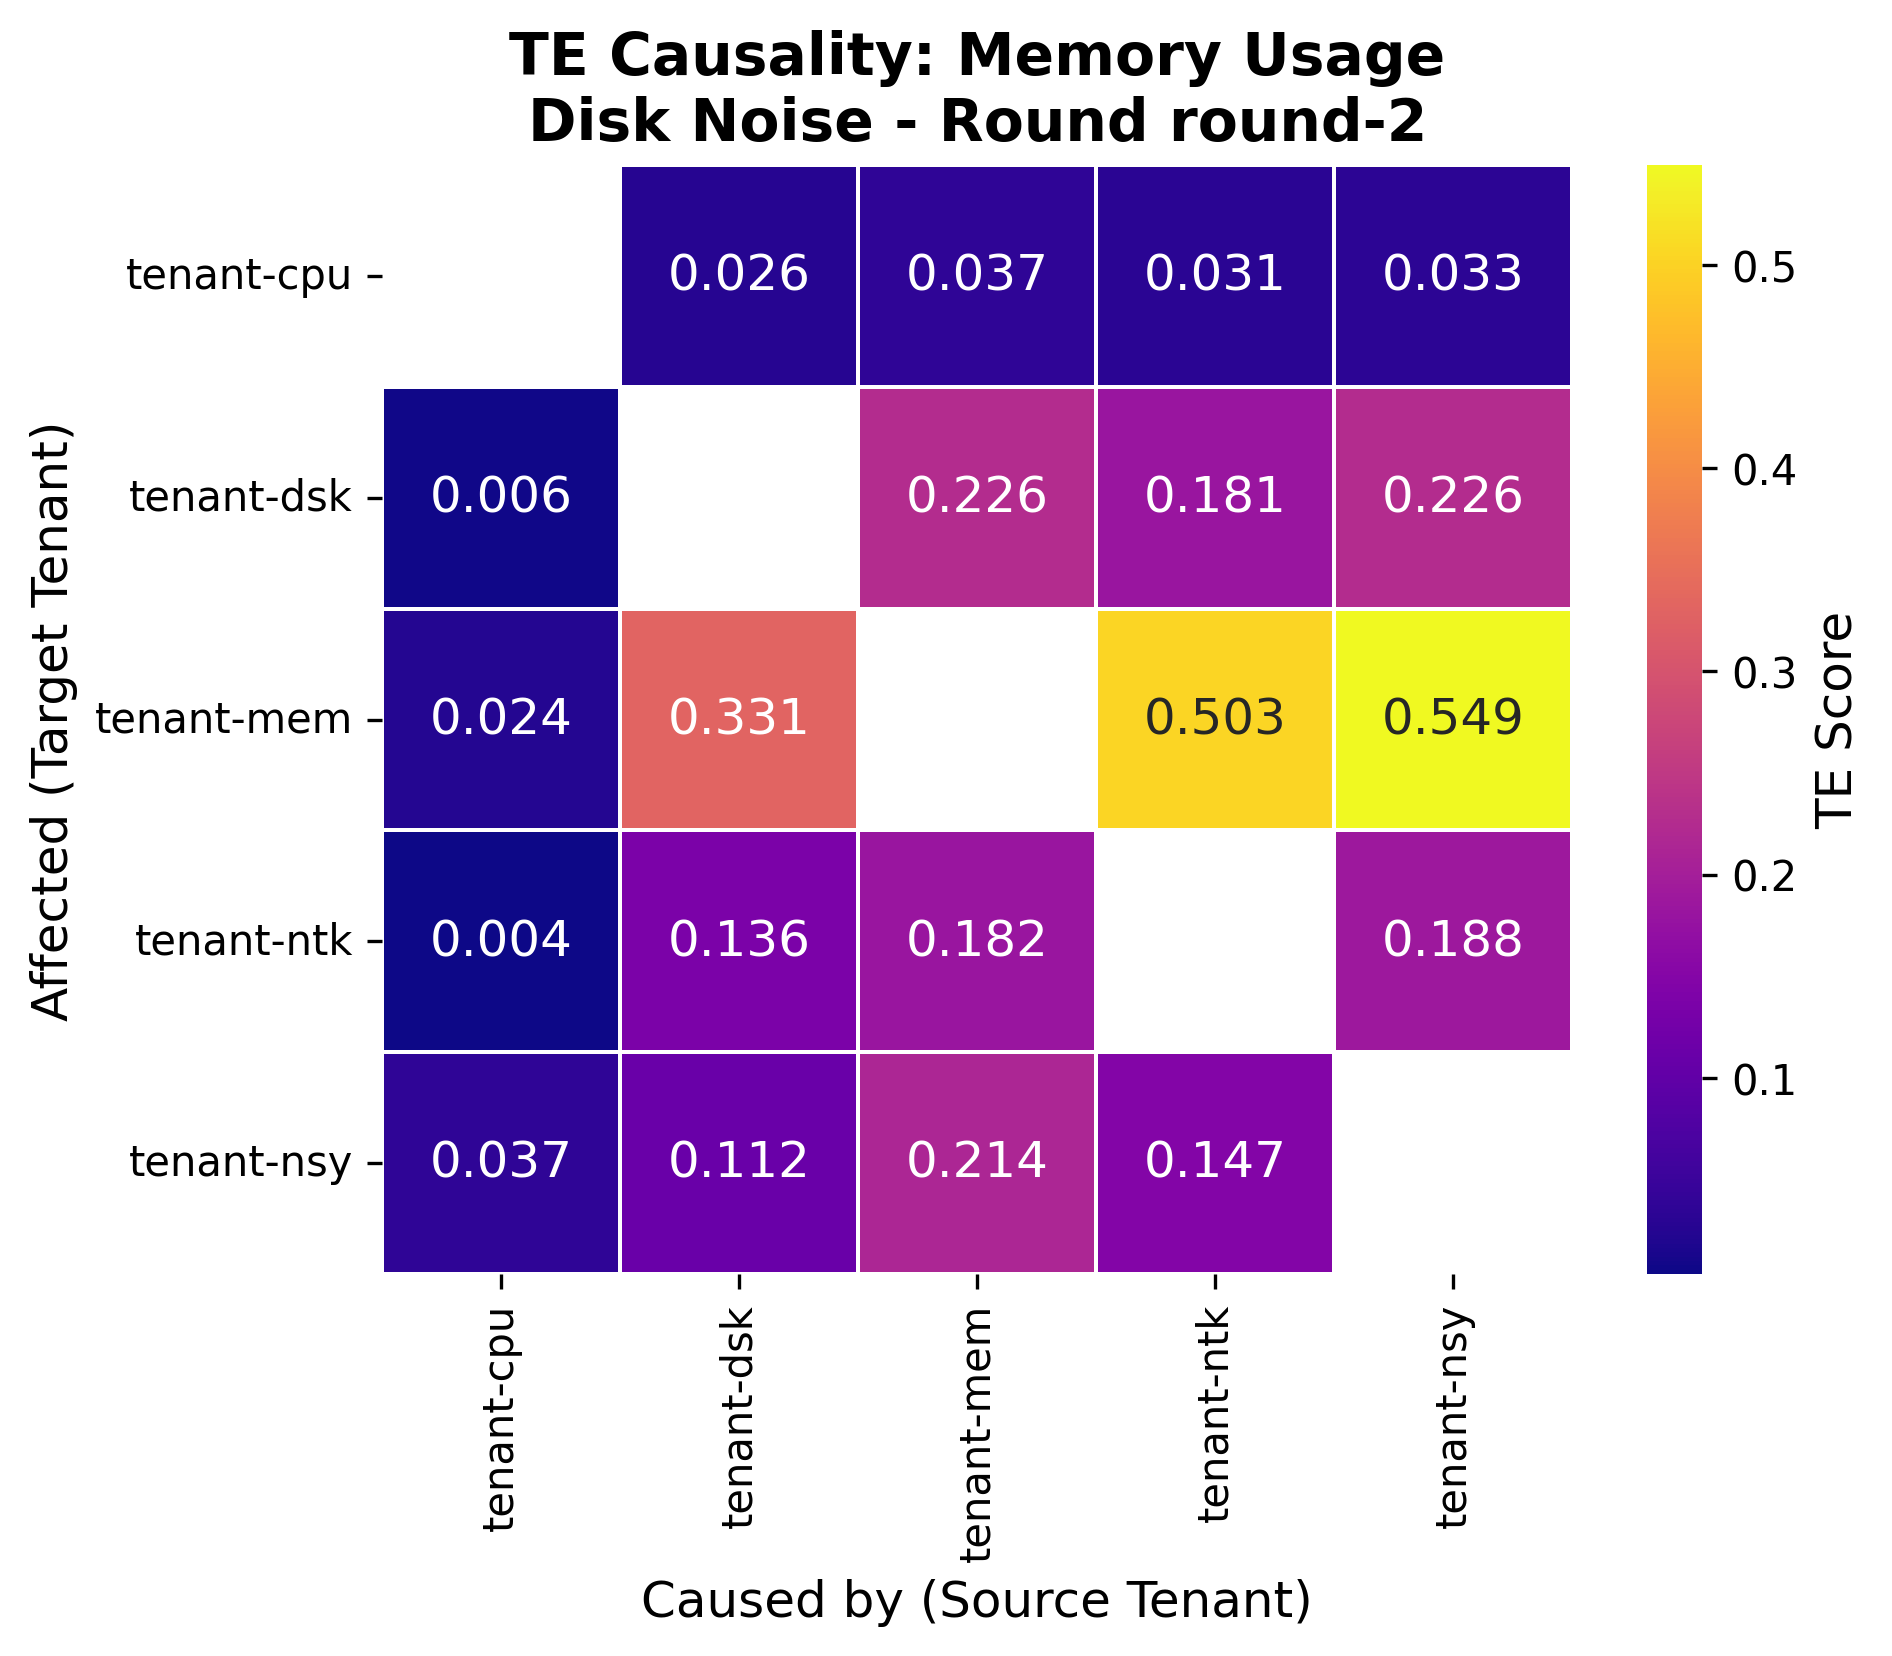 TE Causality: Memory Usage
Disk Noise - Round round-2
Affected (Target Tenant)
tenant-cpu
0.026 0.037 0.031 0.033
tenant-dsk
0.006 0.226 0.181 0.226
tenant-mem
0.024 0.331 0.503 0.549
tenant-ntk
0.004 0.136 0.182 0.188
tenant-nsy
0.037 0.112 0.214 0.147
tenant-cpu
tenant-dsk
tenant-mem
tenant-ntk
tenant-nsy
Caused by (Source Tenant)
0.5
0.4
0.3
0.2
0.1
TE Score